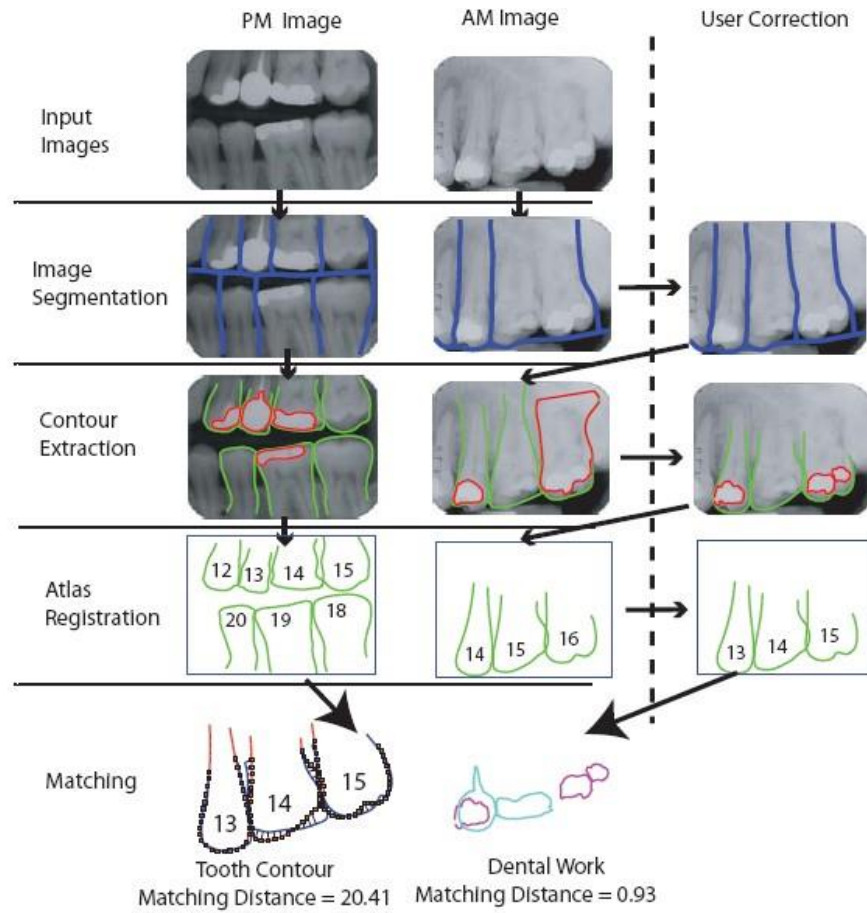 PM Image
AM Image
User Correction
Input
Images
Image
Segmentation
Contour
Extraction
Atlas
Registration
12 13 14 15
20 19 18
14 15 16
13 14 15
Matching
13 14 15
Tooth Contour
Matching Distance = 20.41
Dental Work
Matching Distance = 0.93